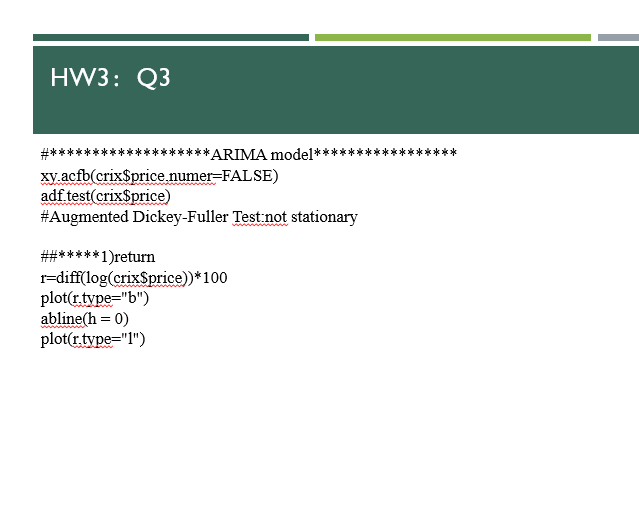 HW3：Q3
#*******************ARIMA model*****************
xy.acfb(crix$price,numer=FALSE)
adf.test(crix$price)
#Augmented Dickey-Fuller Test:not stationary
##*****1)return
r=diff(log(crix$price))*100
plot(r,type="b")
abline(h = 0)
plot(r,type="l")